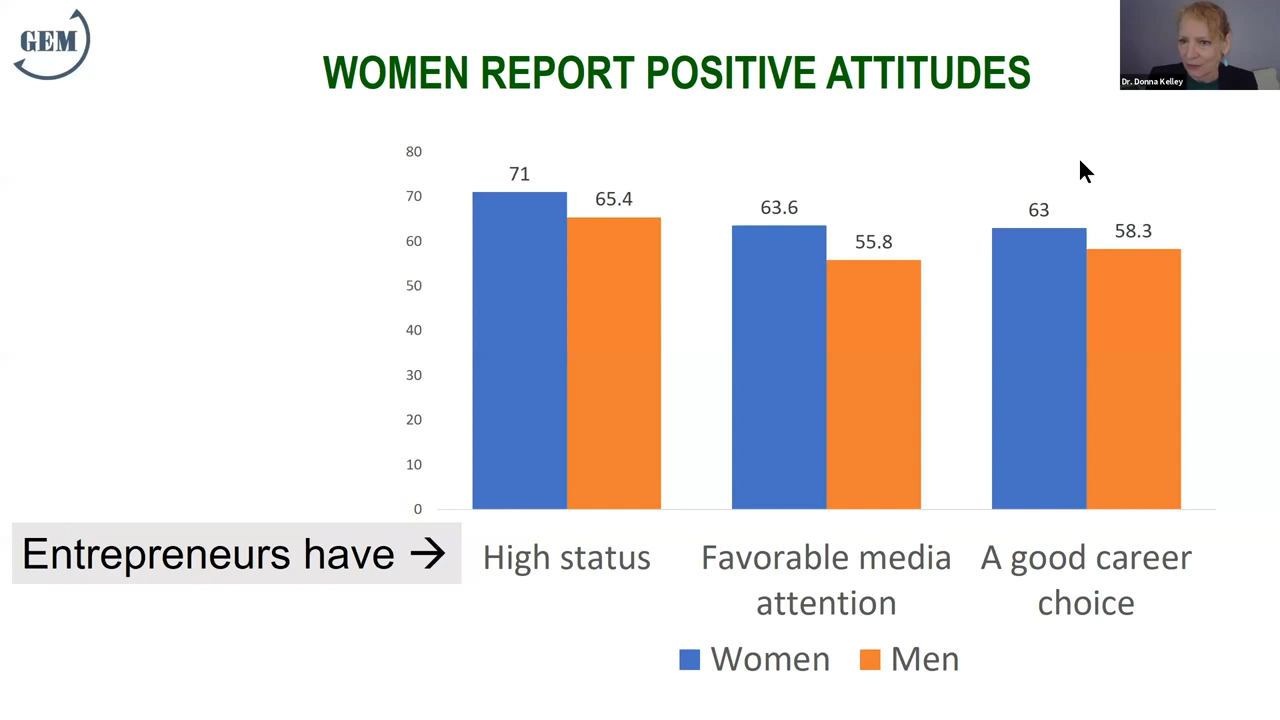 GEM
WOMEN REPORT POSITIVE ATTITUDES
Dr. Donna Kelley
80
70
60
50
40
30
20
10
0
71
65.4
63.6
55.8
63
58.3
Entrepreneurs have →
High status
Favorable media
attention
A good career
choice
Women
Men